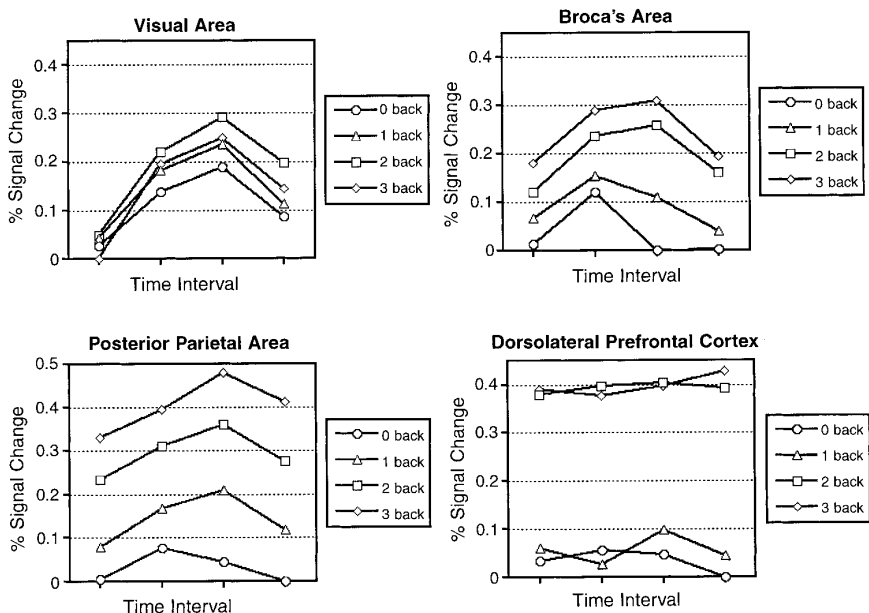 Visual Area
% Signal Change
0.4
0.3
0.2
0.1
0
Time Interval
0 back
1 back
2 back
3 back
Broca's Area
% Signal Change
0.4
0.3
0.2
0.1
0
Time Interval
0 back
1 back
2 back
3 back
Posterior Parietal Area
% Signal Change
0.5
0.4
0.3
0.2
0.1
0
Time Interval
0 back
1 back
2 back
3 back
Dorsolateral Prefrontal Cortex
% Signal Change
0.4
0.3
0.2
0.1
0
Time Interval
0 back
1 back
2 back
3 back